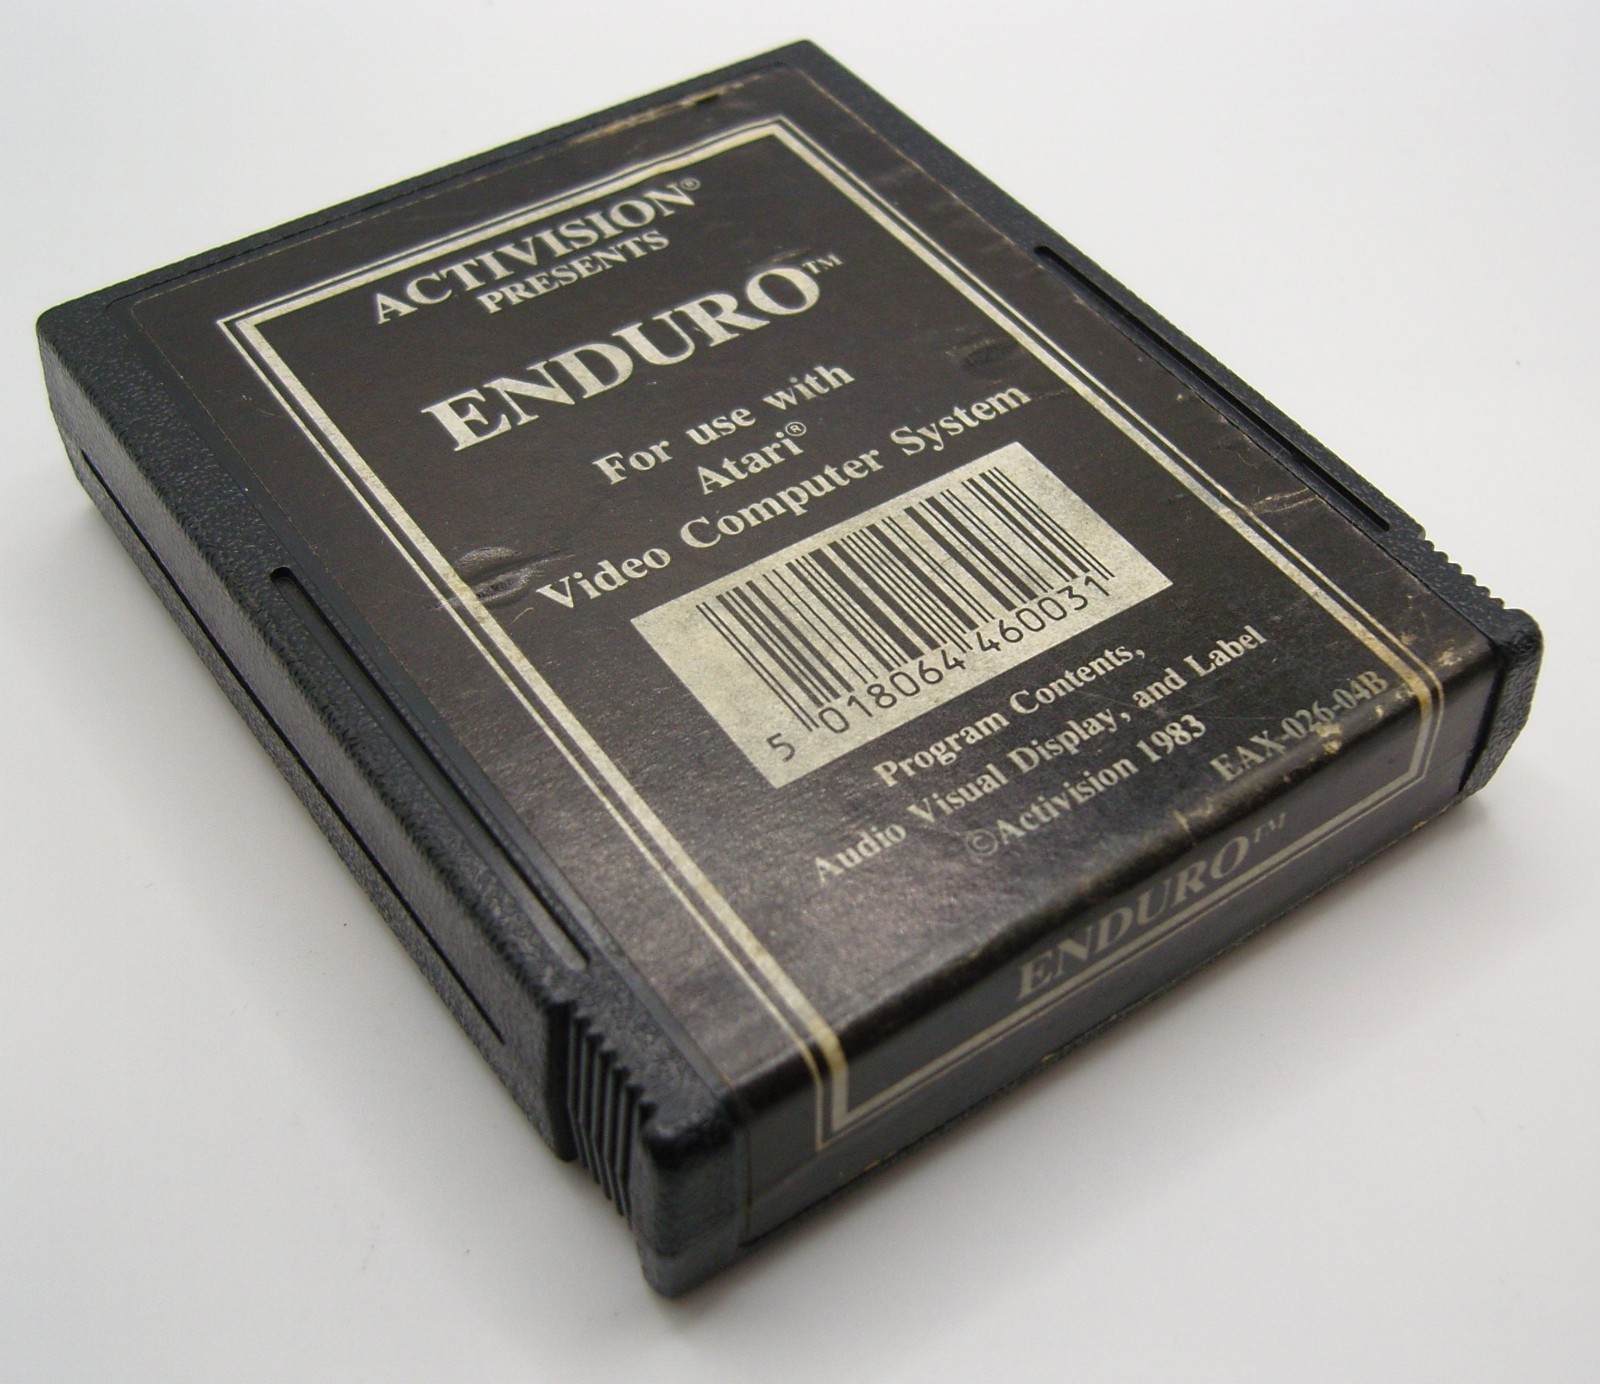 ACTIVISION®
PRESENTS
ENDURO™
For use with
Atari®
Video Computer System
5 018064 460031
Program Contents,
Audio Visual Display, and Label
©Activision 1983
EAX-026-04B
ENDURO™